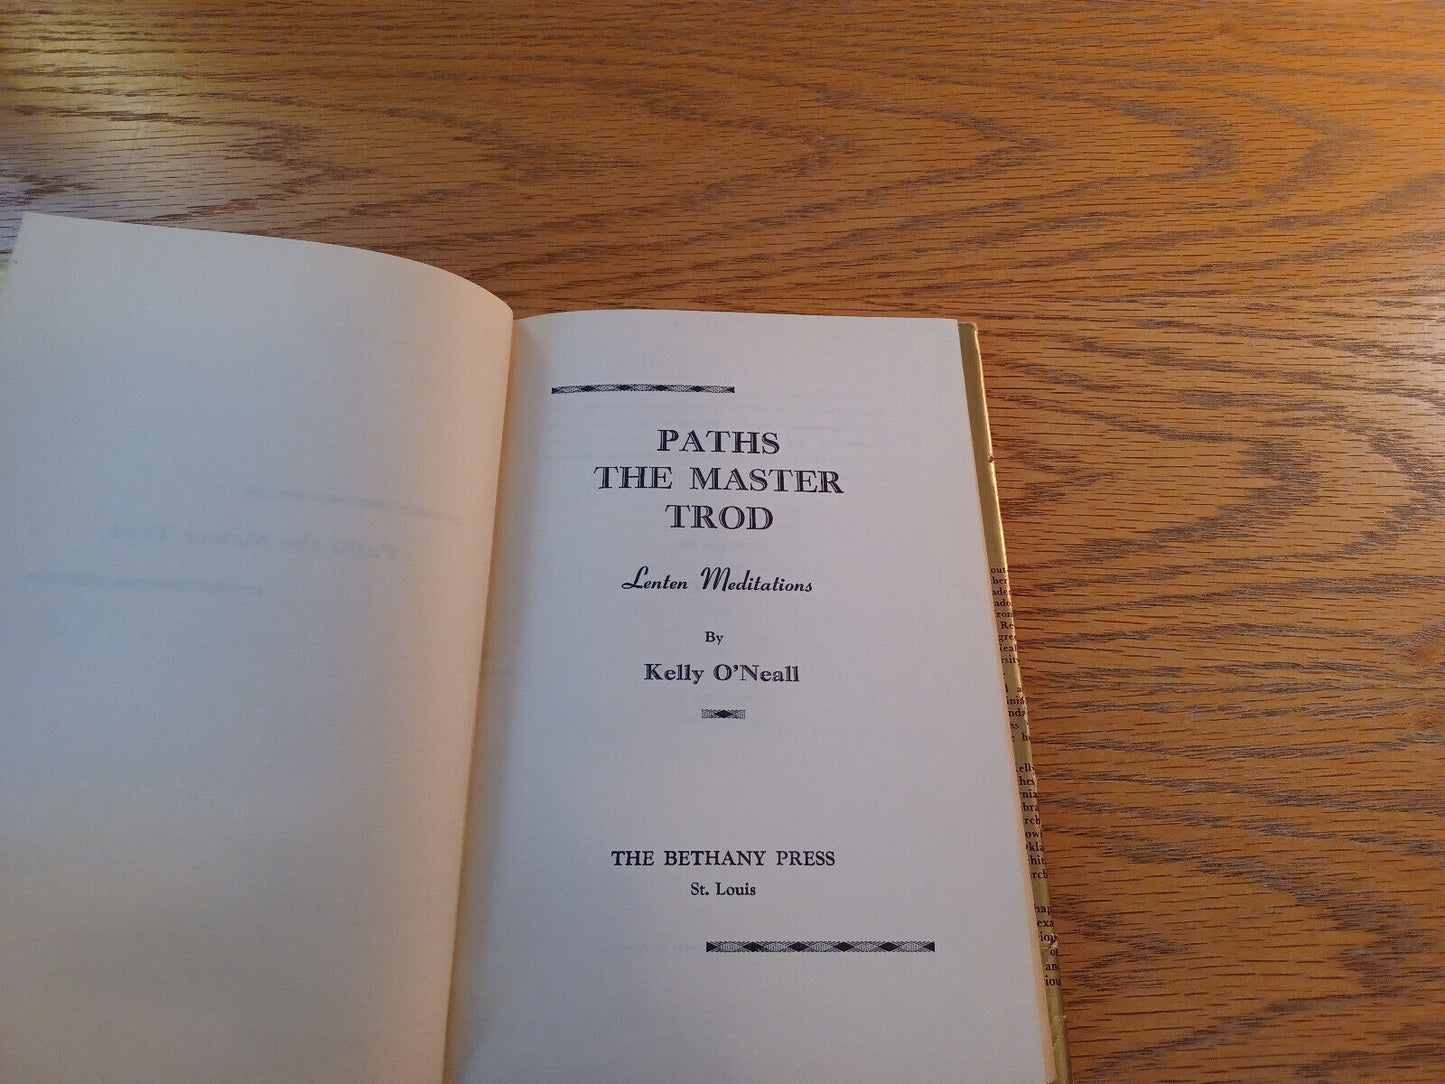 PATHS
THE MASTER
TROD
Lenten Meditations
By
Kelly O'Neall
THE BETHANY PRESS
St. Louis